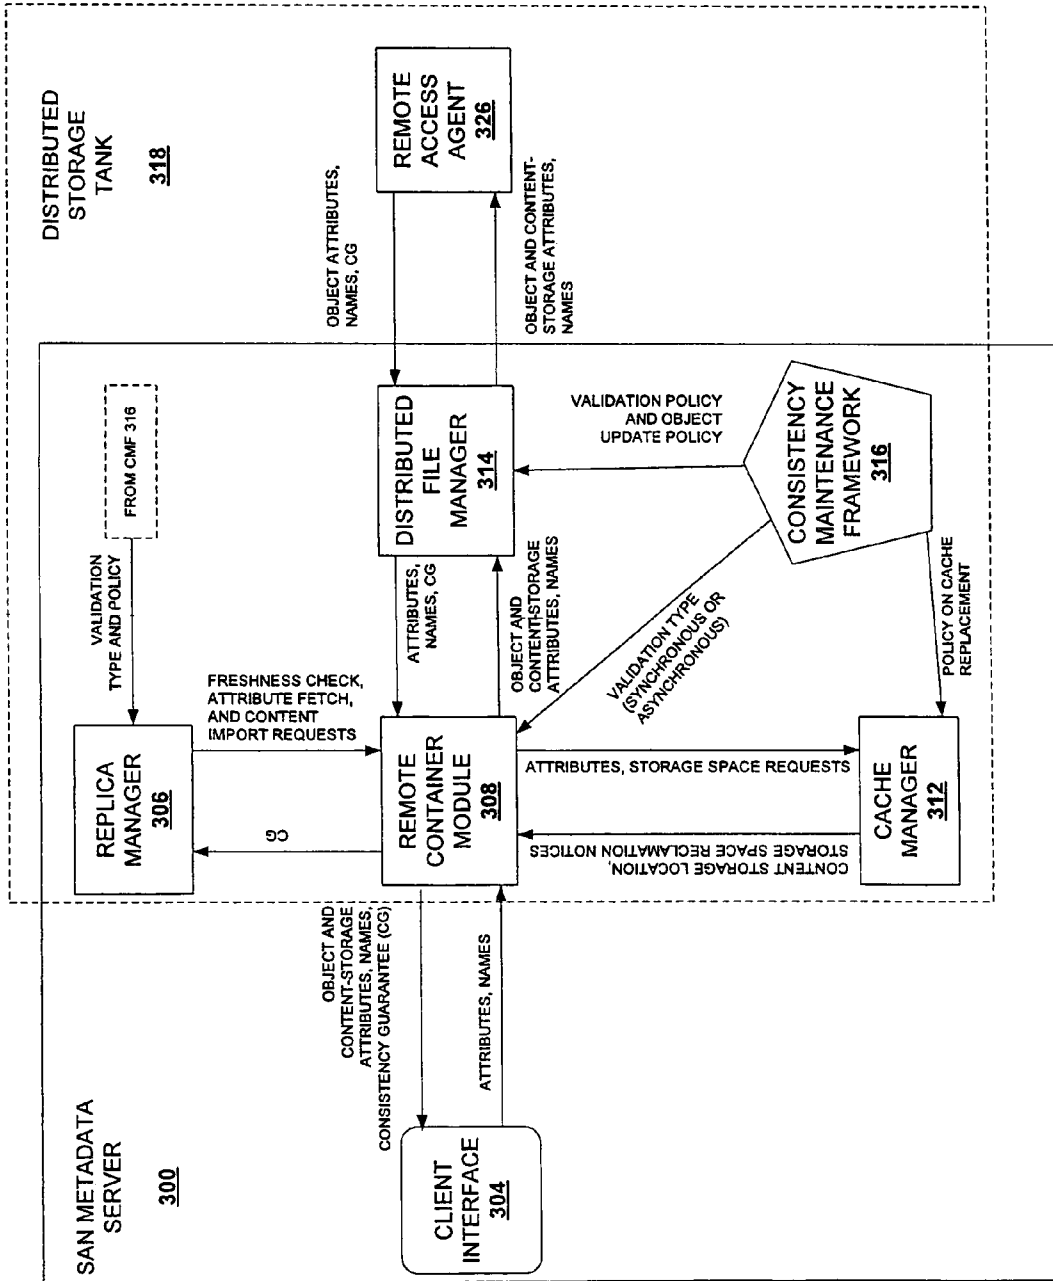 SAN METADATA
SERVER
300
DISTRIBUTED
STORAGE
TANK
318
FROM CMF 316
VALIDATION
TYPE AND POLICY
REPLICA
MANAGER
306
FRESHNESS CHECK,
ATTRIBUTE FETCH,
AND CONTENT
IMPORT REQUESTS
CG
CLIENT
INTERFACE
304
OBJECT AND
CONTENT-STORAGE
ATTRIBUTES, NAMES,
CONSISTENCY GUARANTEE (CG)
ATTRIBUTES, NAMES
REMOTE
CONTAINER
MODULE
308
ATTRIBUTES,
NAMES, CG
OBJECT AND
CONTENT-STORAGE
ATTRIBUTES, NAMES
DISTRIBUTED
FILE
MANAGER
314
OBJECT ATTRIBUTES,
NAMES, CG
OBJECT AND CONTENT-
STORAGE ATTRIBUTES,
NAMES
REMOTE
ACCESS
AGENT
326
VALIDATION POLICY
AND OBJECT
UPDATE POLICY
VALIDATION TYPE
(SYNCHRONOUS OR
ASYNCHRONOUS)
CONSISTENCY
MAINTENANCE
FRAMEWORK
316
POLICY ON CACHE
REPLACEMENT
ATTRIBUTES, STORAGE SPACE REQUESTS
CONTENT STORAGE LOCATION,
STORAGE SPACE RECLAMATION NOTICES
CACHE
MANAGER
312